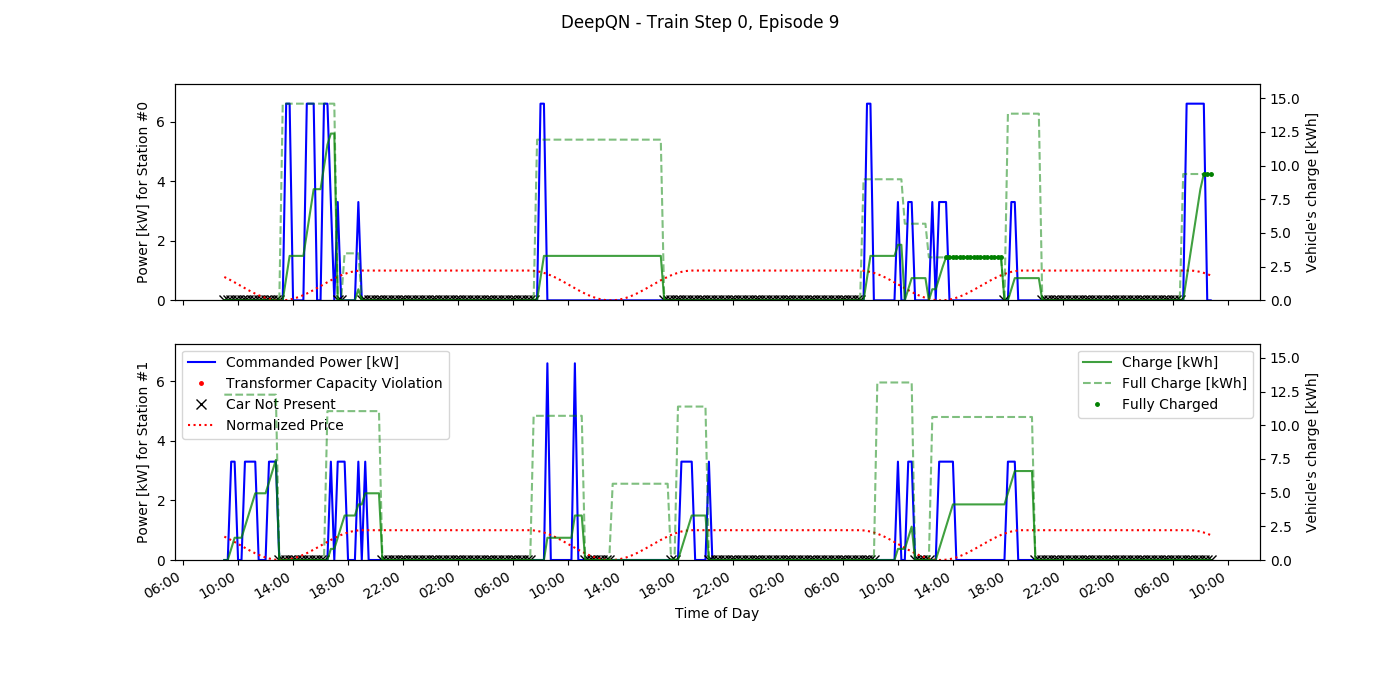 DeepQN - Train Step 0, Episode 9
Power [kW] for Station #0
6
4
2
0
15.0
12.5
10.0
7.5
5.0
2.5
0.0
Vehicle's charge [kWh]
Power [kW] for Station #1
6
4
2
0
Commanded Power [kW]
Transformer Capacity Violation
Car Not Present
Normalized Price
Charge [kWh]
Full Charge [kWh]
Fully Charged
15.0
12.5
10.0
7.5
5.0
2.5
0.0
Vehicle's charge [kWh]
06:00 10:00 14:00 18:00 22:00 02:00 06:00 10:00 14:00 18:00 22:00 02:00 06:00 10:00 14:00 18:00 22:00 02:00 06:00 10:00
Time of Day